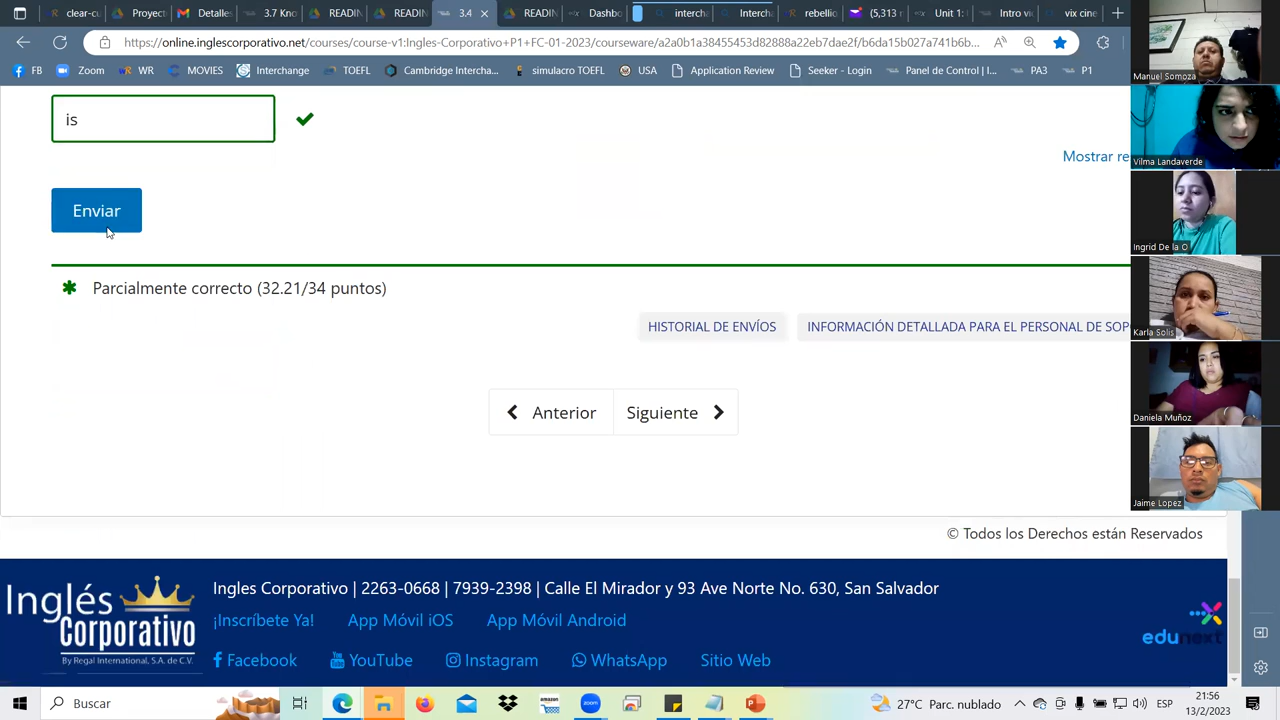 clear-c
Proyect
Detalles
3.7 Kno
READIN
READIN
3.4
READIN
Dashbo
interch
Interch
rebellio
(5,313
Unit 1:
Intro vi
vk cine
https://online.inglescorporativo.net/courses/course-v1:Ingles-Corporativo+P1+FC-01-2023/courseware/a2a0b1a38455453d82888a22eb7dae2f/b6da15b027a741b6b...
FB
Zoom
WR
MOVIES
Interchange
TOEFL
Cambridge Intercha...
simulacro TOEFL
USA
Application Review
Seeker - Login
Panel de Control | I...
PA3
P1
is
Mostrar re
Enviar
Parcialmente correcto (32.21/34 puntos)
HISTORIAL DE ENVÍOS
INFORMACIÓN DETALLADA PARA EL PERSONAL DE SOP
Anterior
Siguiente
Manuel Somoza
Vilma Landaverde
Ingrid De la O
Karla Solis
Daniela Muñoz
Jaime Lopez
© Todos los Derechos están Reservados
Inglés Corporativo
By Regal International, S.A. de C.V.
Ingles Corporativo | 2263-0668 | 7939-2398 | Calle El Mirador y 93 Ave Norte No. 630, San Salvador
¡Inscríbete Ya!
App Móvil iOS
App Móvil Android
Facebook
YouTube
Instagram
WhatsApp
Sitio Web
edunext
Buscar
27°C Parc. nublado
ESP
21:56
13/2/2023